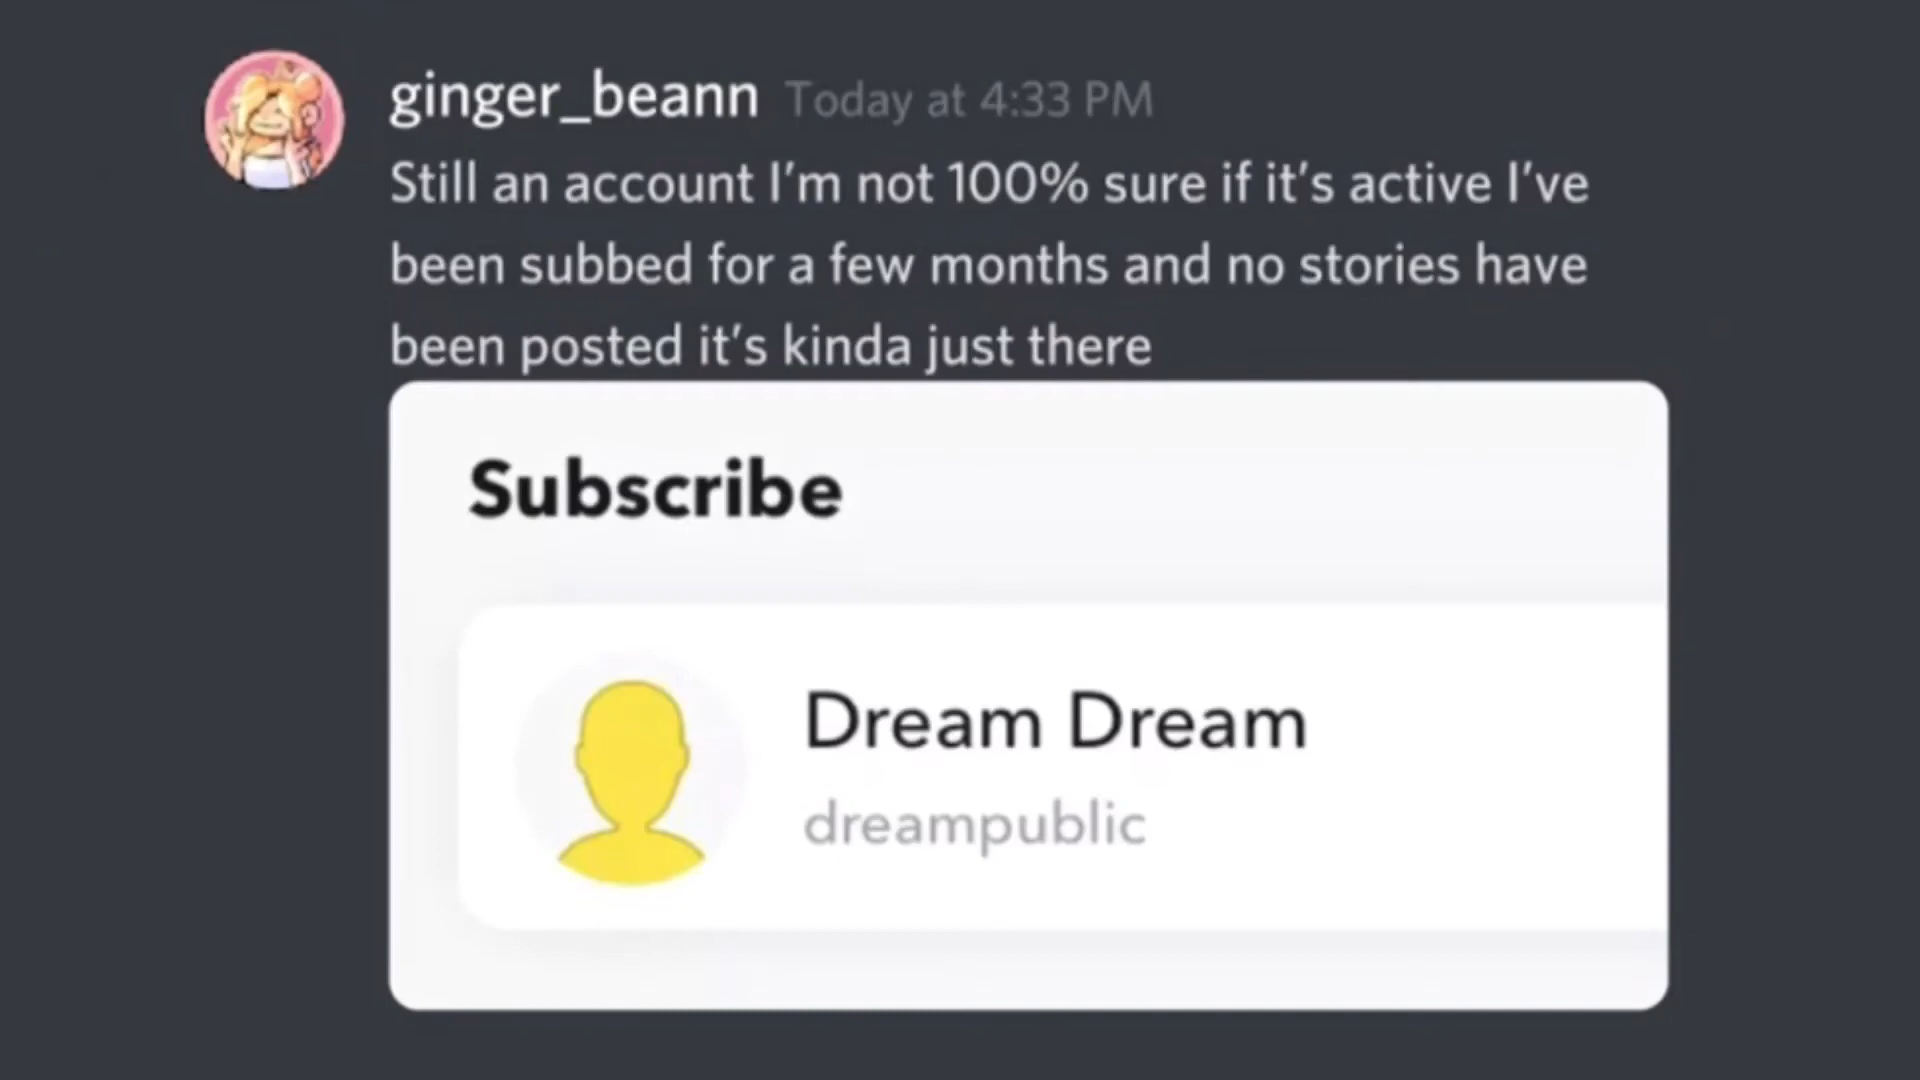 ginger_beann Today at 4:33 PM
Still an account I'm not 100% sure if it's active I've
been subbed for a few months and no stories have
been posted it's kinda just there
Subscribe
Dream Dream
dreampublic